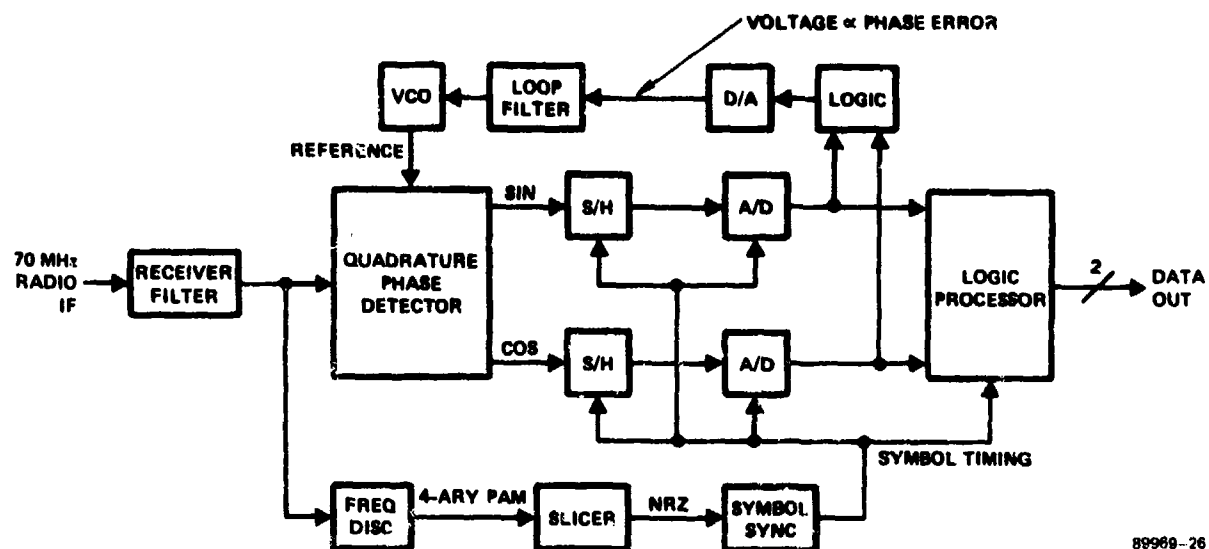 VOLTAGE ∝ PHASE ERROR
VCO
LOOP
FILTER
D/A
LOGIC
REFERENCE
SIN
S/H
A/D
70 MHz
RADIO
IF
RECEIVER
FILTER
QUADRATURE
PHASE
DETECTOR
LOGIC
PROCESSOR
2
DATA
OUT
COS
S/H
A/D
SYMBOL TIMING
FREQ
DISC
4-ARY PAM
SLICER
NRZ
SYMBOL
SYNC
89969-26